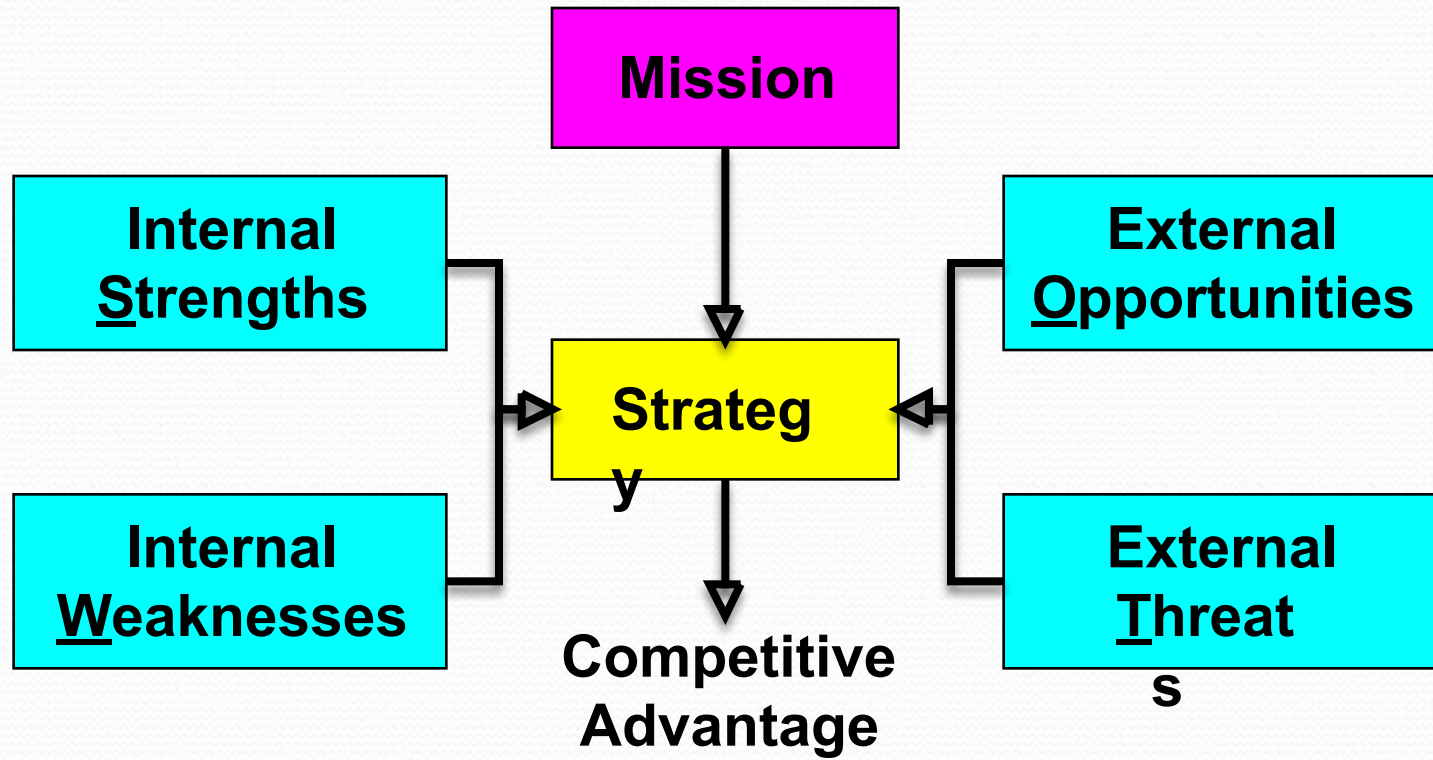 Mission
Internal
Strengths
External
Opportunities
Strateg
y
Internal
Weaknesses
External
Threat
s
Competitive
Advantage